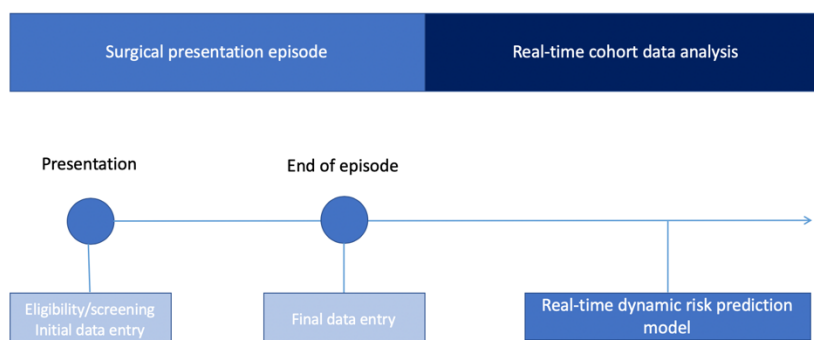 Surgical presentation episode
Real-time cohort data analysis
Presentation
End of episode
Eligibility/screening
Initial data entry
Final data entry
Real-time dynamic risk prediction
model